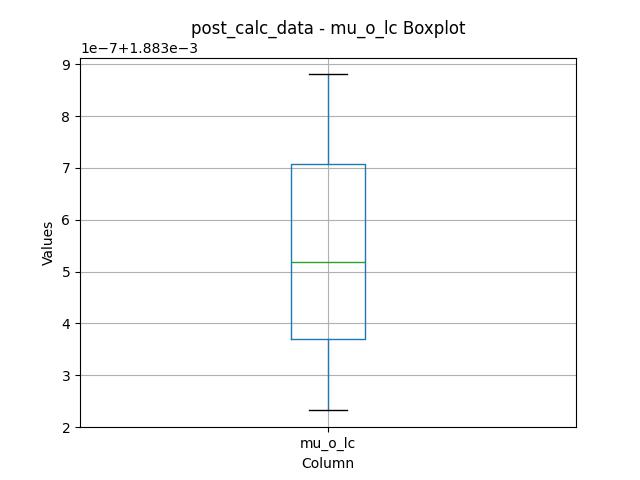 post_calc_data - mu_o_lc Boxplot
1e−7+1.883e−3
9
8
7
6
5
4
3
2
Values
mu_o_lc
Column